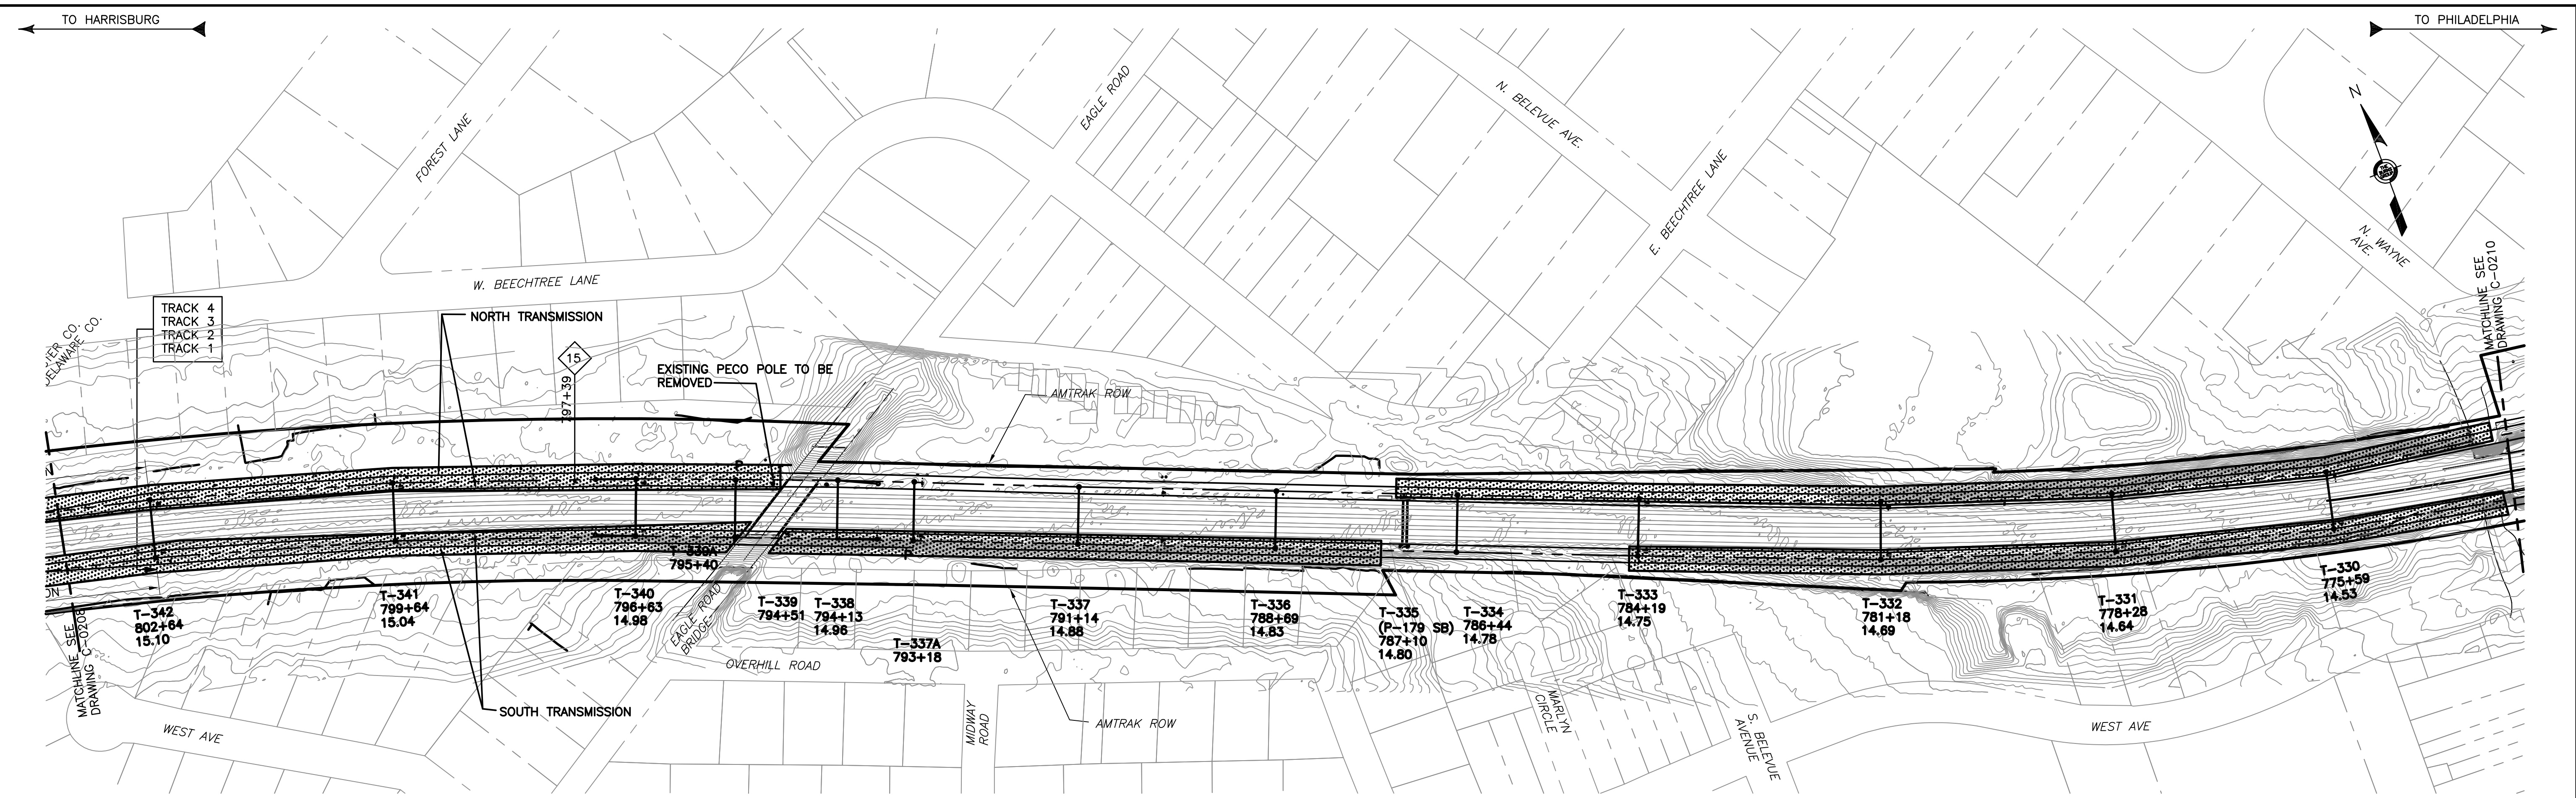 TO HARRISBURG
TO PHILADELPHIA
FOREST LANE
EAGLE ROAD
N. BELEVUE AVE.
E. BEECHTREE LANE
N
N. WAYNE
AVE.
W. BEECHTREE LANE
MATCHLINE SEE
DRAWING C-0210
TRACK 4
TRACK 3
TRACK 2
TRACK 1
DELAWARE CO.
NORTH TRANSMISSION
15
797+39
EXISTING PECO POLE TO BE
REMOVED
AMTRAK ROW
T-339A
795+40
T-342
802+64
15.10
T-341
799+64
15.04
T-340
796+63
14.98
T-339
794+51
T-338
794+13
14.96
T-337A
793+18
T-337
791+14
14.88
T-336
788+69
14.83
T-335
(P-179 SB)
787+10
14.80
T-334
786+44
14.78
T-333
784+19
14.75
T-332
781+18
14.69
T-331
778+28
14.64
T-330
775+59
14.53
MATCHLINE SEE
DRAWING C-0208
EAGLE ROAD
BRIDGE
OVERHILL ROAD
SOUTH TRANSMISSION
WEST AVE
MIDWAY
ROAD
AMTRAK ROW
MARLYN
CIRCLE
S. BELEVUE
AVENUE
WEST AVE